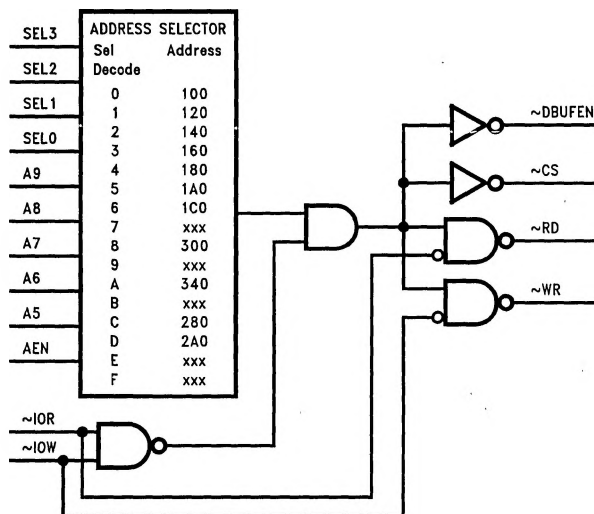 SEL3
SEL2
SEL1
SEL0
A9
A8
A7
A6
A5
AEN
~IOR
~IOW
ADDRESS SELECTOR
Sel Address
Decode
0 100
1 120
2 140
3 160
4 180
5 1A0
6 1C0
7 xxx
8 300
9 xxx
A 340
B xxx
C 280
D 2A0
E xxx
F xxx
~DBUFEN
~CS
~RD
~WR